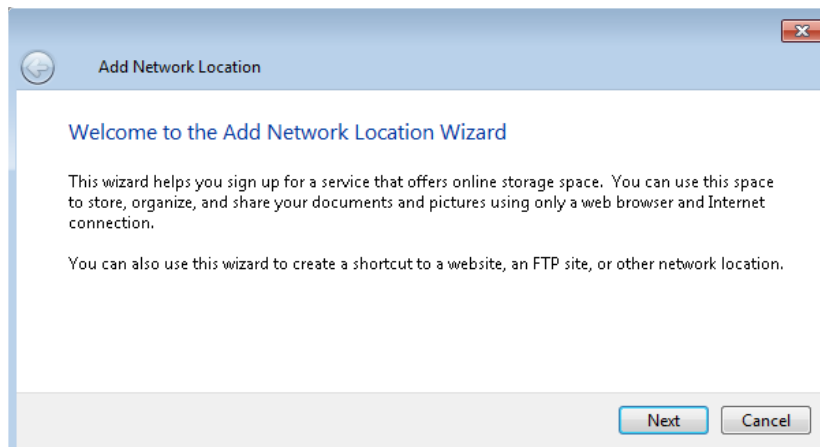 Add Network Location
Welcome to the Add Network Location Wizard
This wizard helps you sign up for a service that offers online storage space.  You can use this space
to store, organize, and share your documents and pictures using only a web browser and Internet
connection.
You can also use this wizard to create a shortcut to a website, an FTP site, or other network location.
Next
Cancel